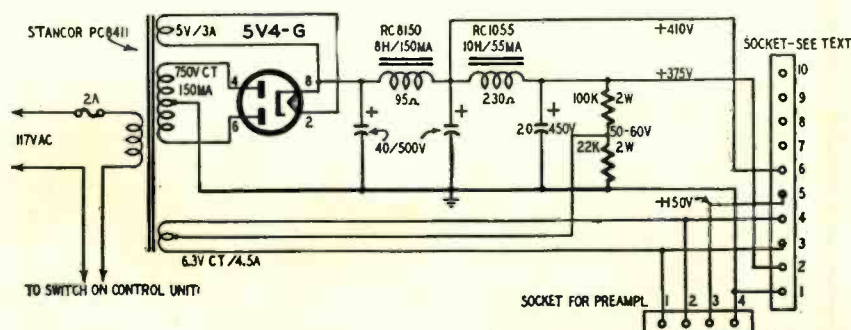 STANCOR PC8411
5V/3A
5V4-G
RC8150
8H/150MA
RC1055
10H/55MA
+410V
SOCKET-SEE TEXT
750V CT
150MA
4
8
6
2
95Ω
230Ω
+375V
2A
117VAC
+
+
+
40/500V
20
450V
100K
2W
50-60V
22K
2W
10
9
8
7
6
5
4
3
2
1
+150V
6.3V CT/4.5A
TO SWITCH ON CONTROL UNIT
SOCKET FOR PREAMPL
1
2
3
4